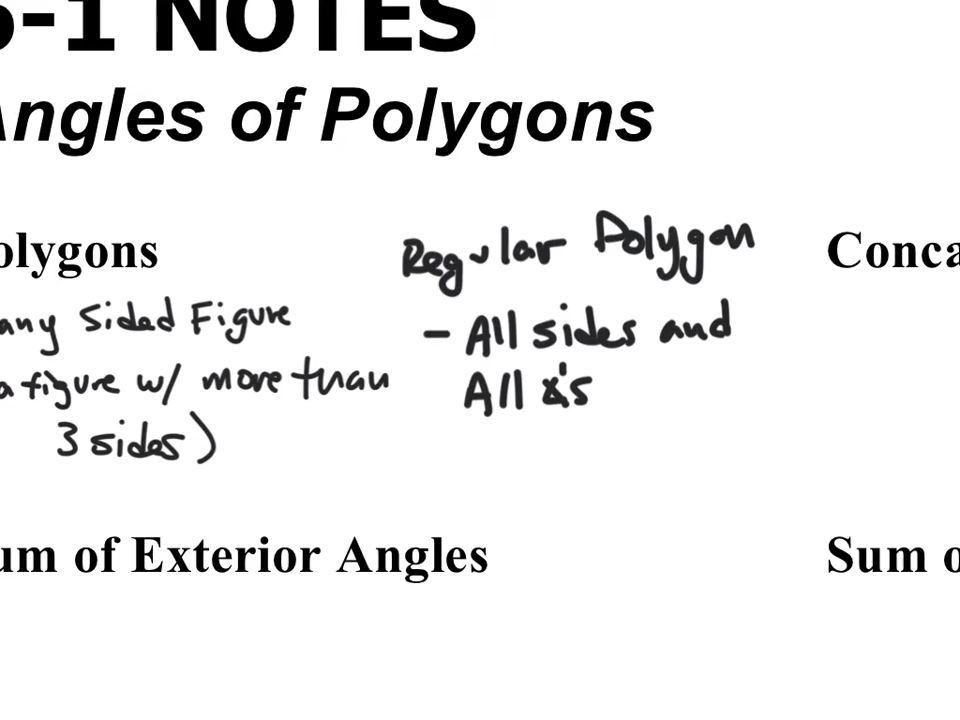 6-1 NOTES
Angles of Polygons
olygons
Regular Polygon
Conca
any Sided Figure
- All sides and
a figure w/ more than
All ∡'s
3 sides)
um of Exterior Angles
Sum o